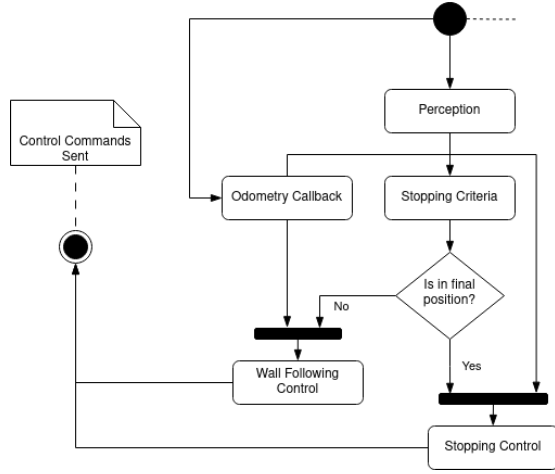 Perception
Control Commands
Sent
Odometry Callback
Stopping Criteria
Is in final
position?
No
Yes
Wall Following
Control
Stopping Control